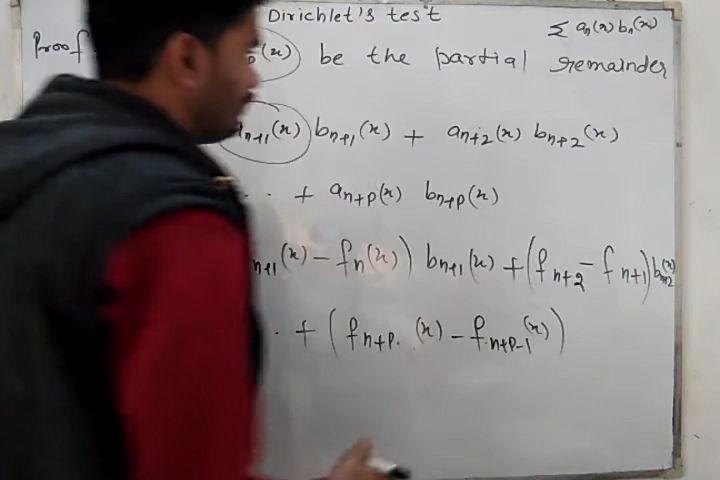 Dirichlet's test
Σ aₙ(x) bₙ(x)
Proof (x) be the partial remainder
aₙ₊₁(x) bₙ₊₁(x) + aₙ₊₂(x) bₙ₊₂(x)
.. + aₙ₊ₚ(x) bₙ₊ₚ(x)
ₙ₊₁(x) − fₙ(x)) bₙ₊₁(x) + (fₙ₊₂ − fₙ₊₁) bₙ₊₂(x)
. + (fₙ₊ₚ. (x) − fₙ₊ₚ₋₁(x))